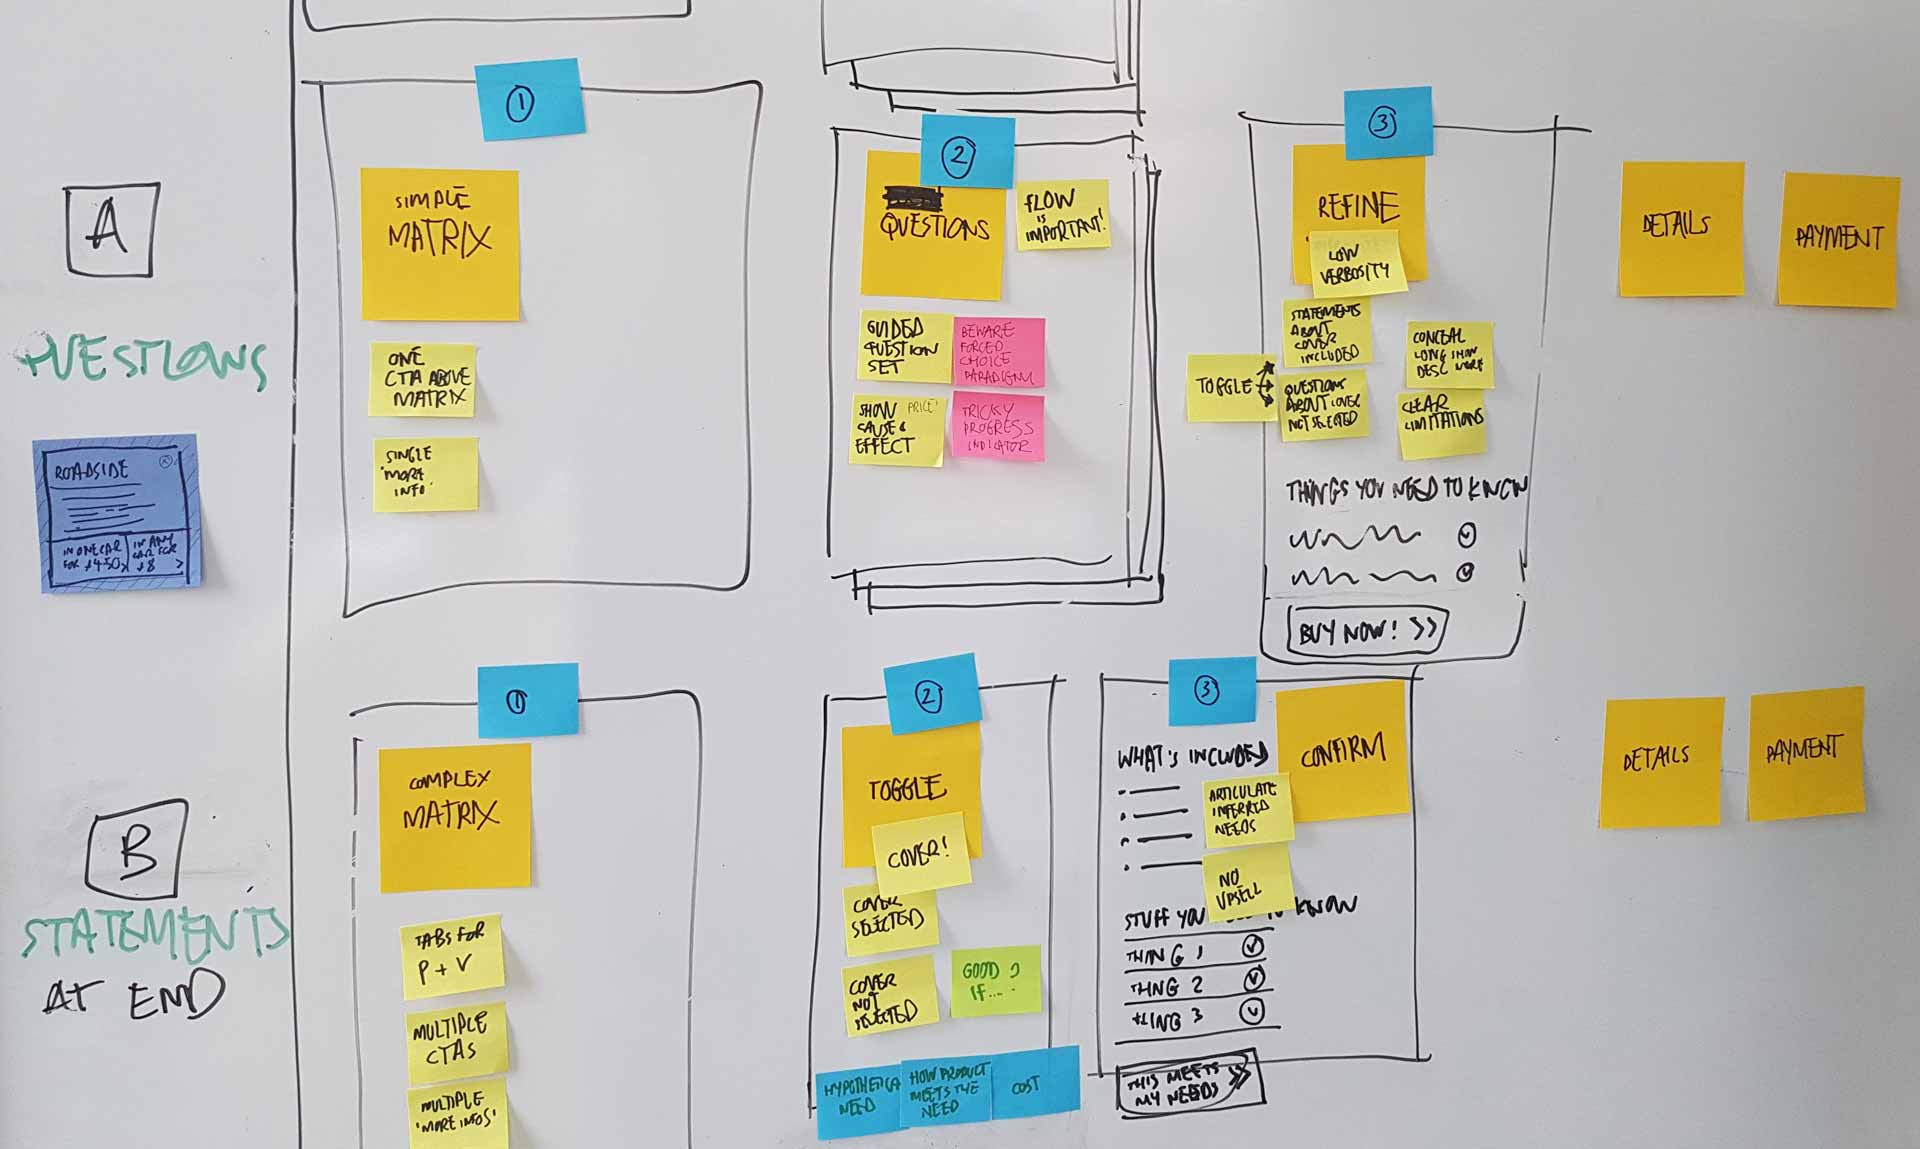 A
QUESTIONS
ROADSIDE
IN ONE CAR
FOR £4.50
IN ANY
CAR FOR
£8
1
SIMPLE
MATRIX
ONE
CTA ABOVE
MATRIX
SINGLE
'MORE
INFO'
2
QUESTIONS
FLOW
IS
IMPORTANT!
GUIDED
QUESTION
SET
BEWARE
FORCED
CHOICE
PARADIGM
SHOW PRICE!
CAUSE &
EFFECT
TRICKY
PROGRESS
INDICATOR
3
REFINE
LOW
VERBOSITY
STATEMENTS
ABOUT
COVER
INCLUDED
CONCEAL
LONG SHOW
DESC MORE
TOGGLE
QUESTIONS
ABOUT COVER
NOT SELECTED
CLEAR
LIMITATIONS
THINGS YOU NEED TO KNOW
BUY NOW! >>
DETAILS
PAYMENT
B
STATEMENTS
AT END
1
COMPLEX
MATRIX
TABS FOR
P + V
MULTIPLE
CTAS
MULTIPLE
'MORE INFOS'
2
TOGGLE
COVER!
COVER
SELECTED
COVER
NOT
SELECTED
GOOD
IF....
HYPOTHETICA
NEED
HOW PRODUCT
MEETS THE
NEED
COST
3
CONFIRM
WHAT'S INCLUDED
ARTICULATE
INFERRED
NEEDS
NO
UPSELL
STUFF YOU TO KNOW
THING 1
THING 2
THING 3
THIS MEETS
MY NEEDS >>
DETAILS
PAYMENT